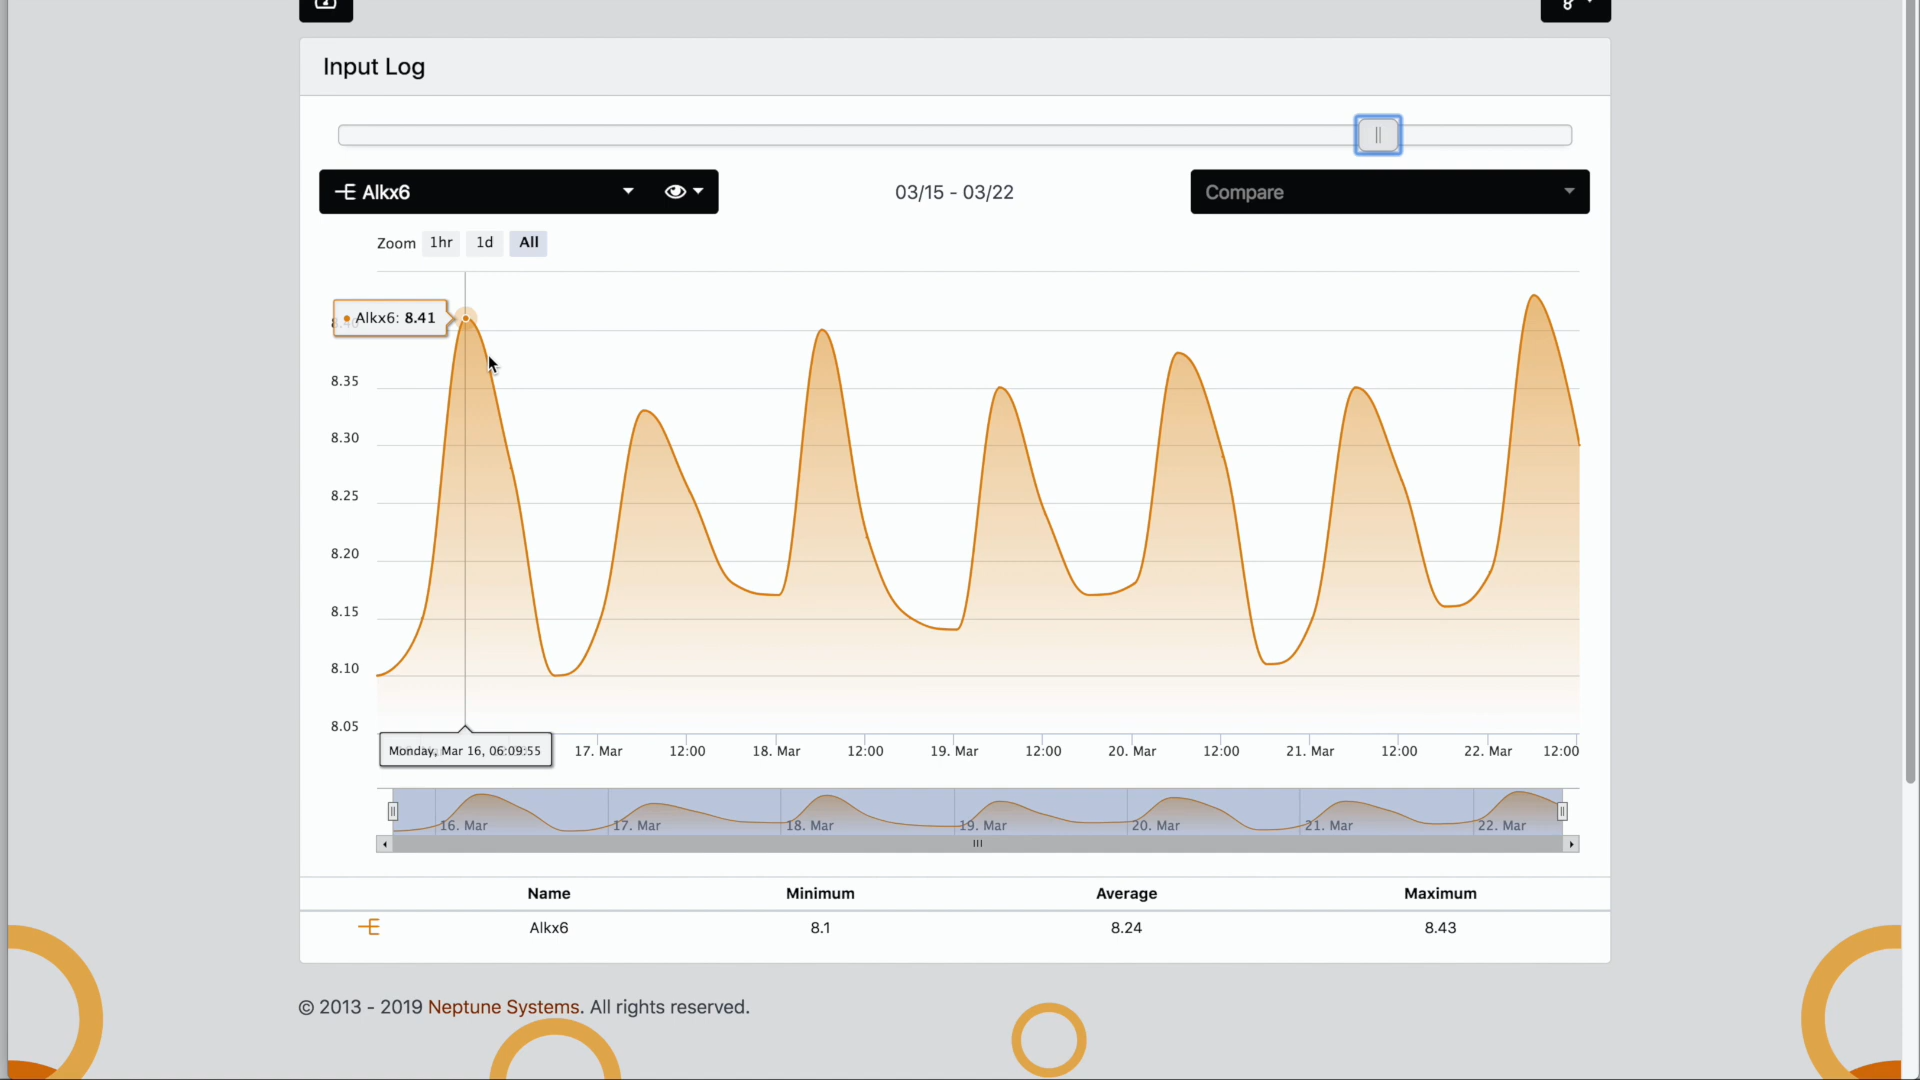 Input Log
Alkx6
03/15 - 03/22
Compare
Zoom 1hr 1d All
Alkx6: 8.41
8.40
8.35
8.30
8.25
8.20
8.15
8.10
8.05
Monday, Mar 16, 06:09:55
17. Mar 12:00 18. Mar 12:00 19. Mar 12:00 20. Mar 12:00 21. Mar 12:00 22. Mar 12:00
16. Mar 17. Mar 18. Mar 19. Mar 20. Mar 21. Mar 22. Mar
Name Minimum Average Maximum
Alkx6 8.1 8.24 8.43
© 2013 - 2019 Neptune Systems. All rights reserved.